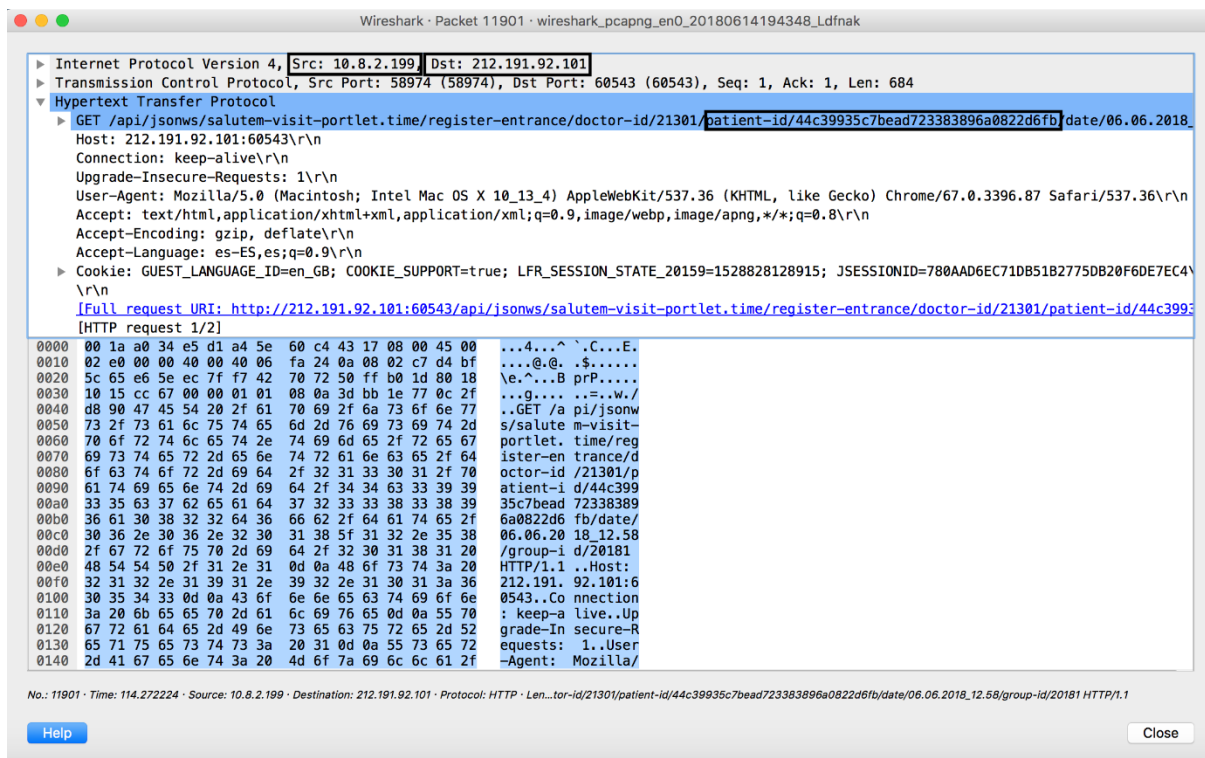 Wireshark · Packet 11901 · wireshark_pcapng_en0_20180614194348_Ldfnak
Internet Protocol Version 4, Src: 10.8.2.199, Dst: 212.191.92.101
Transmission Control Protocol, Src Port: 58974 (58974), Dst Port: 60543 (60543), Seq: 1, Ack: 1, Len: 684
Hypertext Transfer Protocol
GET /api/jsonws/salutem-visit-portlet.time/register-entrance/doctor-id/21301/patient-id/44c39935c7bead723383896a0822d6fb/date/06.06.2018_
Host: 212.191.92.101:60543\r\n
Connection: keep-alive\r\n
Upgrade-Insecure-Requests: 1\r\n
User-Agent: Mozilla/5.0 (Macintosh; Intel Mac OS X 10_13_4) AppleWebKit/537.36 (KHTML, like Gecko) Chrome/67.0.3396.87 Safari/537.36\r\n
Accept: text/html,application/xhtml+xml,application/xml;q=0.9,image/webp,image/apng,*/*;q=0.8\r\n
Accept-Encoding: gzip, deflate\r\n
Accept-Language: es-ES,es;q=0.9\r\n
Cookie: GUEST_LANGUAGE_ID=en_GB; COOKIE_SUPPORT=true; LFR_SESSION_STATE_20159=1528828128915; JSESSIONID=780AAD6EC71DB51B2775DB20F6DE7EC4\
\r\n
[Full request URI: http://212.191.92.101:60543/api/jsonws/salutem-visit-portlet.time/register-entrance/doctor-id/21301/patient-id/44c3993
[HTTP request 1/2]
0000 00 1a a0 34 e5 d1 a4 5e 60 c4 43 17 08 00 45 00 ...4...^ `.C...E.
0010 02 e0 00 00 40 00 40 06 fa 24 0a 08 02 c7 d4 bf ....@.@. .$......
0020 5c 65 e6 5e ec 7f f7 42 70 72 50 ff b0 1d 80 18 \e.^...B prP.....
0030 10 15 cc 67 00 00 01 01 08 0a 3d bb 1e 77 0c 2f ...g.... ..=..w./
0040 d8 90 47 45 54 20 2f 61 70 69 2f 6a 73 6f 6e 77 ..GET /a pi/jsonw
0050 73 2f 73 61 6c 75 74 65 6d 2d 76 69 73 69 74 2d s/salute m-visit-
0060 70 6f 72 74 6c 65 74 2e 74 69 6d 65 2f 72 65 67 portlet. time/reg
0070 69 73 74 65 72 2d 65 6e 74 72 61 6e 63 65 2f 64 ister-en trance/d
0080 6f 63 74 6f 72 2d 69 64 2f 32 31 33 30 31 2f 70 octor-id /21301/p
0090 61 74 69 65 6e 74 2d 69 64 2f 34 34 63 33 39 39 atient-i d/44c399
00a0 33 35 63 37 62 65 61 64 37 32 33 33 38 33 38 39 35c7bead 72338389
00b0 36 61 30 38 32 32 64 36 66 62 2f 64 61 74 65 2f 6a0822d6 fb/date/
00c0 30 36 2e 30 36 2e 32 30 31 38 5f 31 32 2e 35 38 06.06.20 18_12.58
00d0 2f 67 72 6f 75 70 2d 69 64 2f 32 30 31 38 31 20 /group-i d/20181
00e0 48 54 54 50 2f 31 2e 31 0d 0a 48 6f 73 74 3a 20 HTTP/1.1 ..Host:
00f0 32 31 32 2e 31 39 31 2e 39 32 2e 31 30 31 3a 36 212.191. 92.101:6
0100 30 35 34 33 0d 0a 43 6f 6e 6e 65 63 74 69 6f 6e 0543..Co nnection
0110 3a 20 6b 65 65 70 2d 61 6c 69 76 65 0d 0a 55 70 : keep-a live..Up
0120 67 72 61 64 65 2d 49 6e 73 65 63 75 72 65 2d 52 grade-In secure-R
0130 65 71 75 65 73 74 73 3a 20 31 0d 0a 55 73 65 72 equests: 1..User
0140 2d 41 67 65 6e 74 3a 20 4d 6f 7a 69 6c 6c 61 2f -Agent: Mozilla/
No.: 11901 · Time: 114.272224 · Source: 10.8.2.199 · Destination: 212.191.92.101 · Protocol: HTTP · Len...tor-id/21301/patient-id/44c39935c7bead723383896a0822d6fb/date/06.06.2018_12.58/group-id/20181 HTTP/1.1
Help
Close